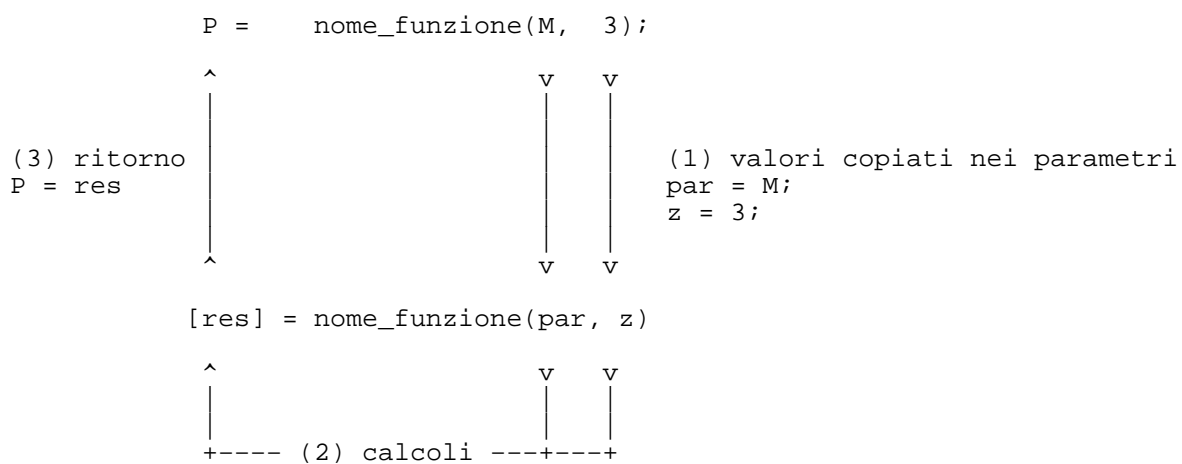 P = nome_funzione(M, 3);
^ v v
(3) ritorno (1) valori copiati nei parametri
P = res par = M;
z = 3;
^ v v
[res] = nome_funzione(par, z)
^ v v
+---- (2) calcoli ---+---+